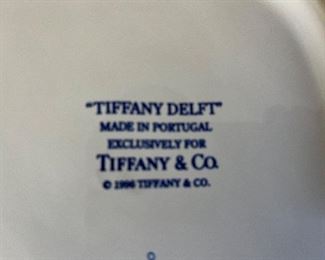 "TIFFANY DELFT"
MADE IN PORTUGAL
EXCLUSIVELY FOR
TIFFANY & CO.
© 1996 TIFFANY & CO.
©